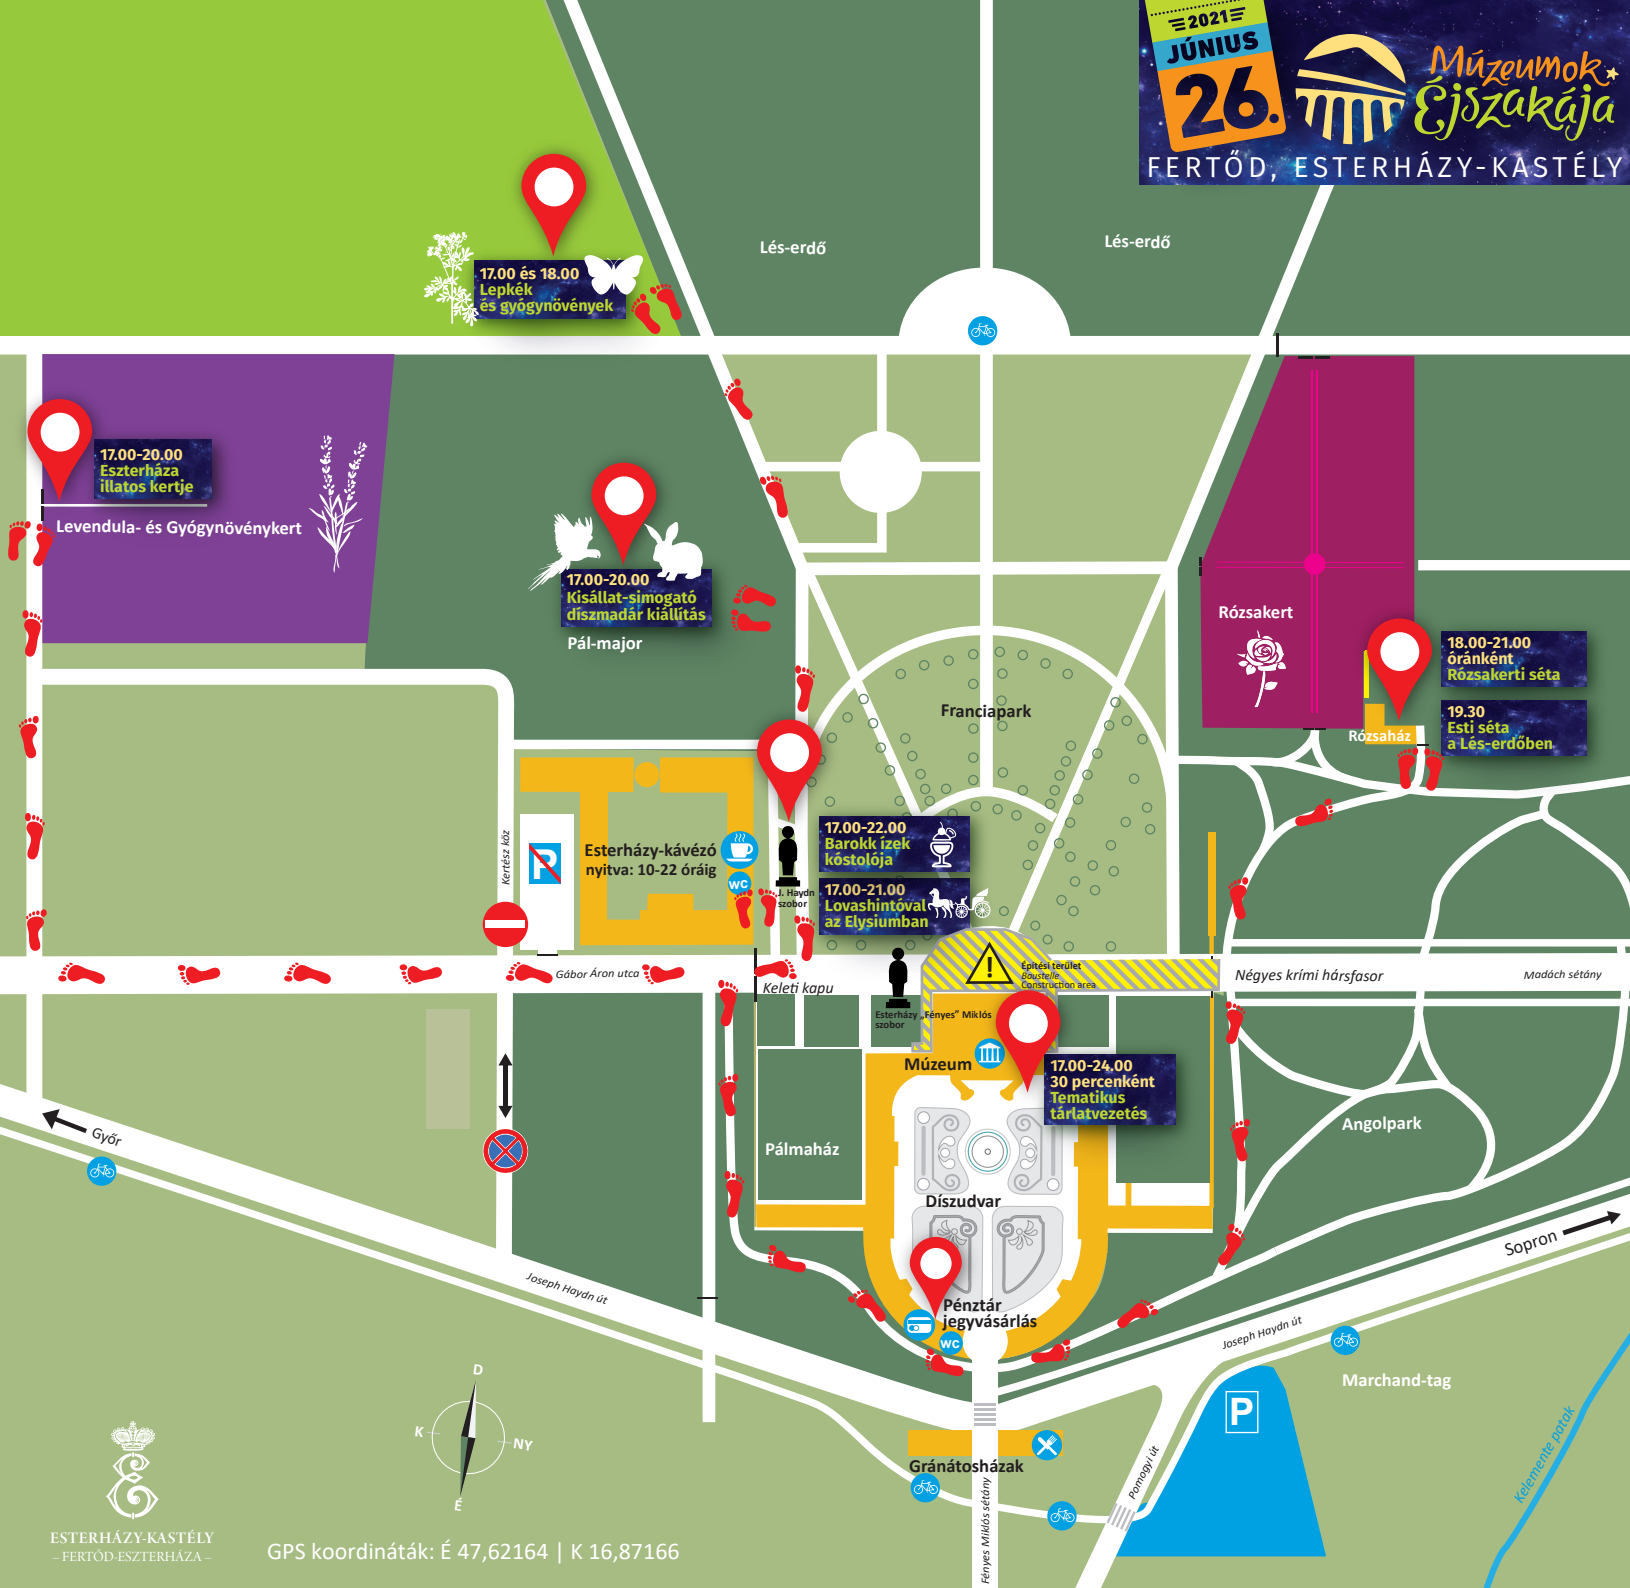 2021
JÚNIUS
26.
Múzeumok
Éjszakája
FERTŐD, ESTERHÁZY-KASTÉLY
Lés-erdő
Lés-erdő
17.00 és 18.00
Lepkék
és gyógynövények
17.00-20.00
Eszterháza
illatos kertje
Levendula- és Gyógynövénykert
17.00-20.00
Kisállat-simogató
díszmadár kiállítás
Pál-major
Rózsakert
18.00-21.00
óránként
Rózsakerti séta
19.30
Esti séta
a Lés-erdőben
Rózsaház
Franciapark
Kertész köz
P
Esterházy-kávézó
nyitva: 10-22 óráig
WC
J. Haydn
szobor
17.00-22.00
Barokk ízek
kóstolója
17.00-21.00
Lovashintóval
az Elysiumban
Gábor Áron utca
Keleti kapu
!
Építési terület
Baustelle
Construction area
Négyes krími hársfasor
Madách sétány
Esterházy „Fényes" Miklós
szobor
Múzeum
17.00-24.00
30 percenként
Tematikus
tárlatvezetés
Pálmaház
Angolpark
Díszudvar
Győr
Sopron
Joseph Haydn út
Pénztár
jegyvásárlás
WC
Joseph Haydn út
Marchand-tag
P
Kelemente patak
Pomogyi út
Gránátosházak
Fényes Miklós sétány
D
K
NY
É
ESTERHÁZY-KASTÉLY
– FERTŐD-ESZTERHÁZA –
GPS koordináták: É 47,62164 | K 16,87166